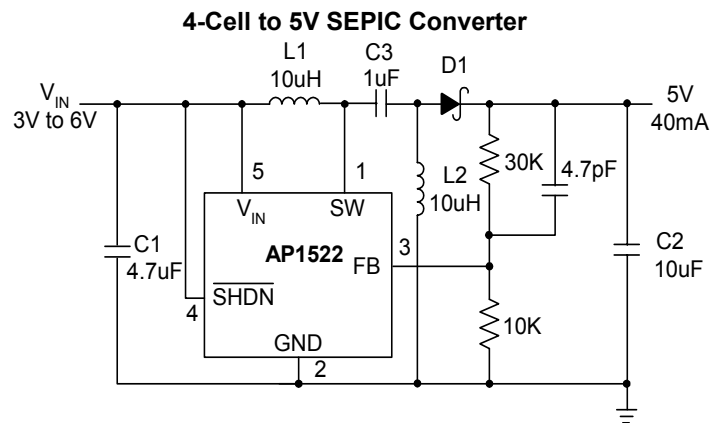 4-Cell to 5V SEPIC Converter
L1
10uH
C3
1uF
D1
VIN
3V to 6V
5V
40mA
5
1
30K
4.7pF
L2
10uH
VIN
SW
AP1522
3
FB
C1
4.7uF
C2
10uF
4
SHDN
10K
GND
2